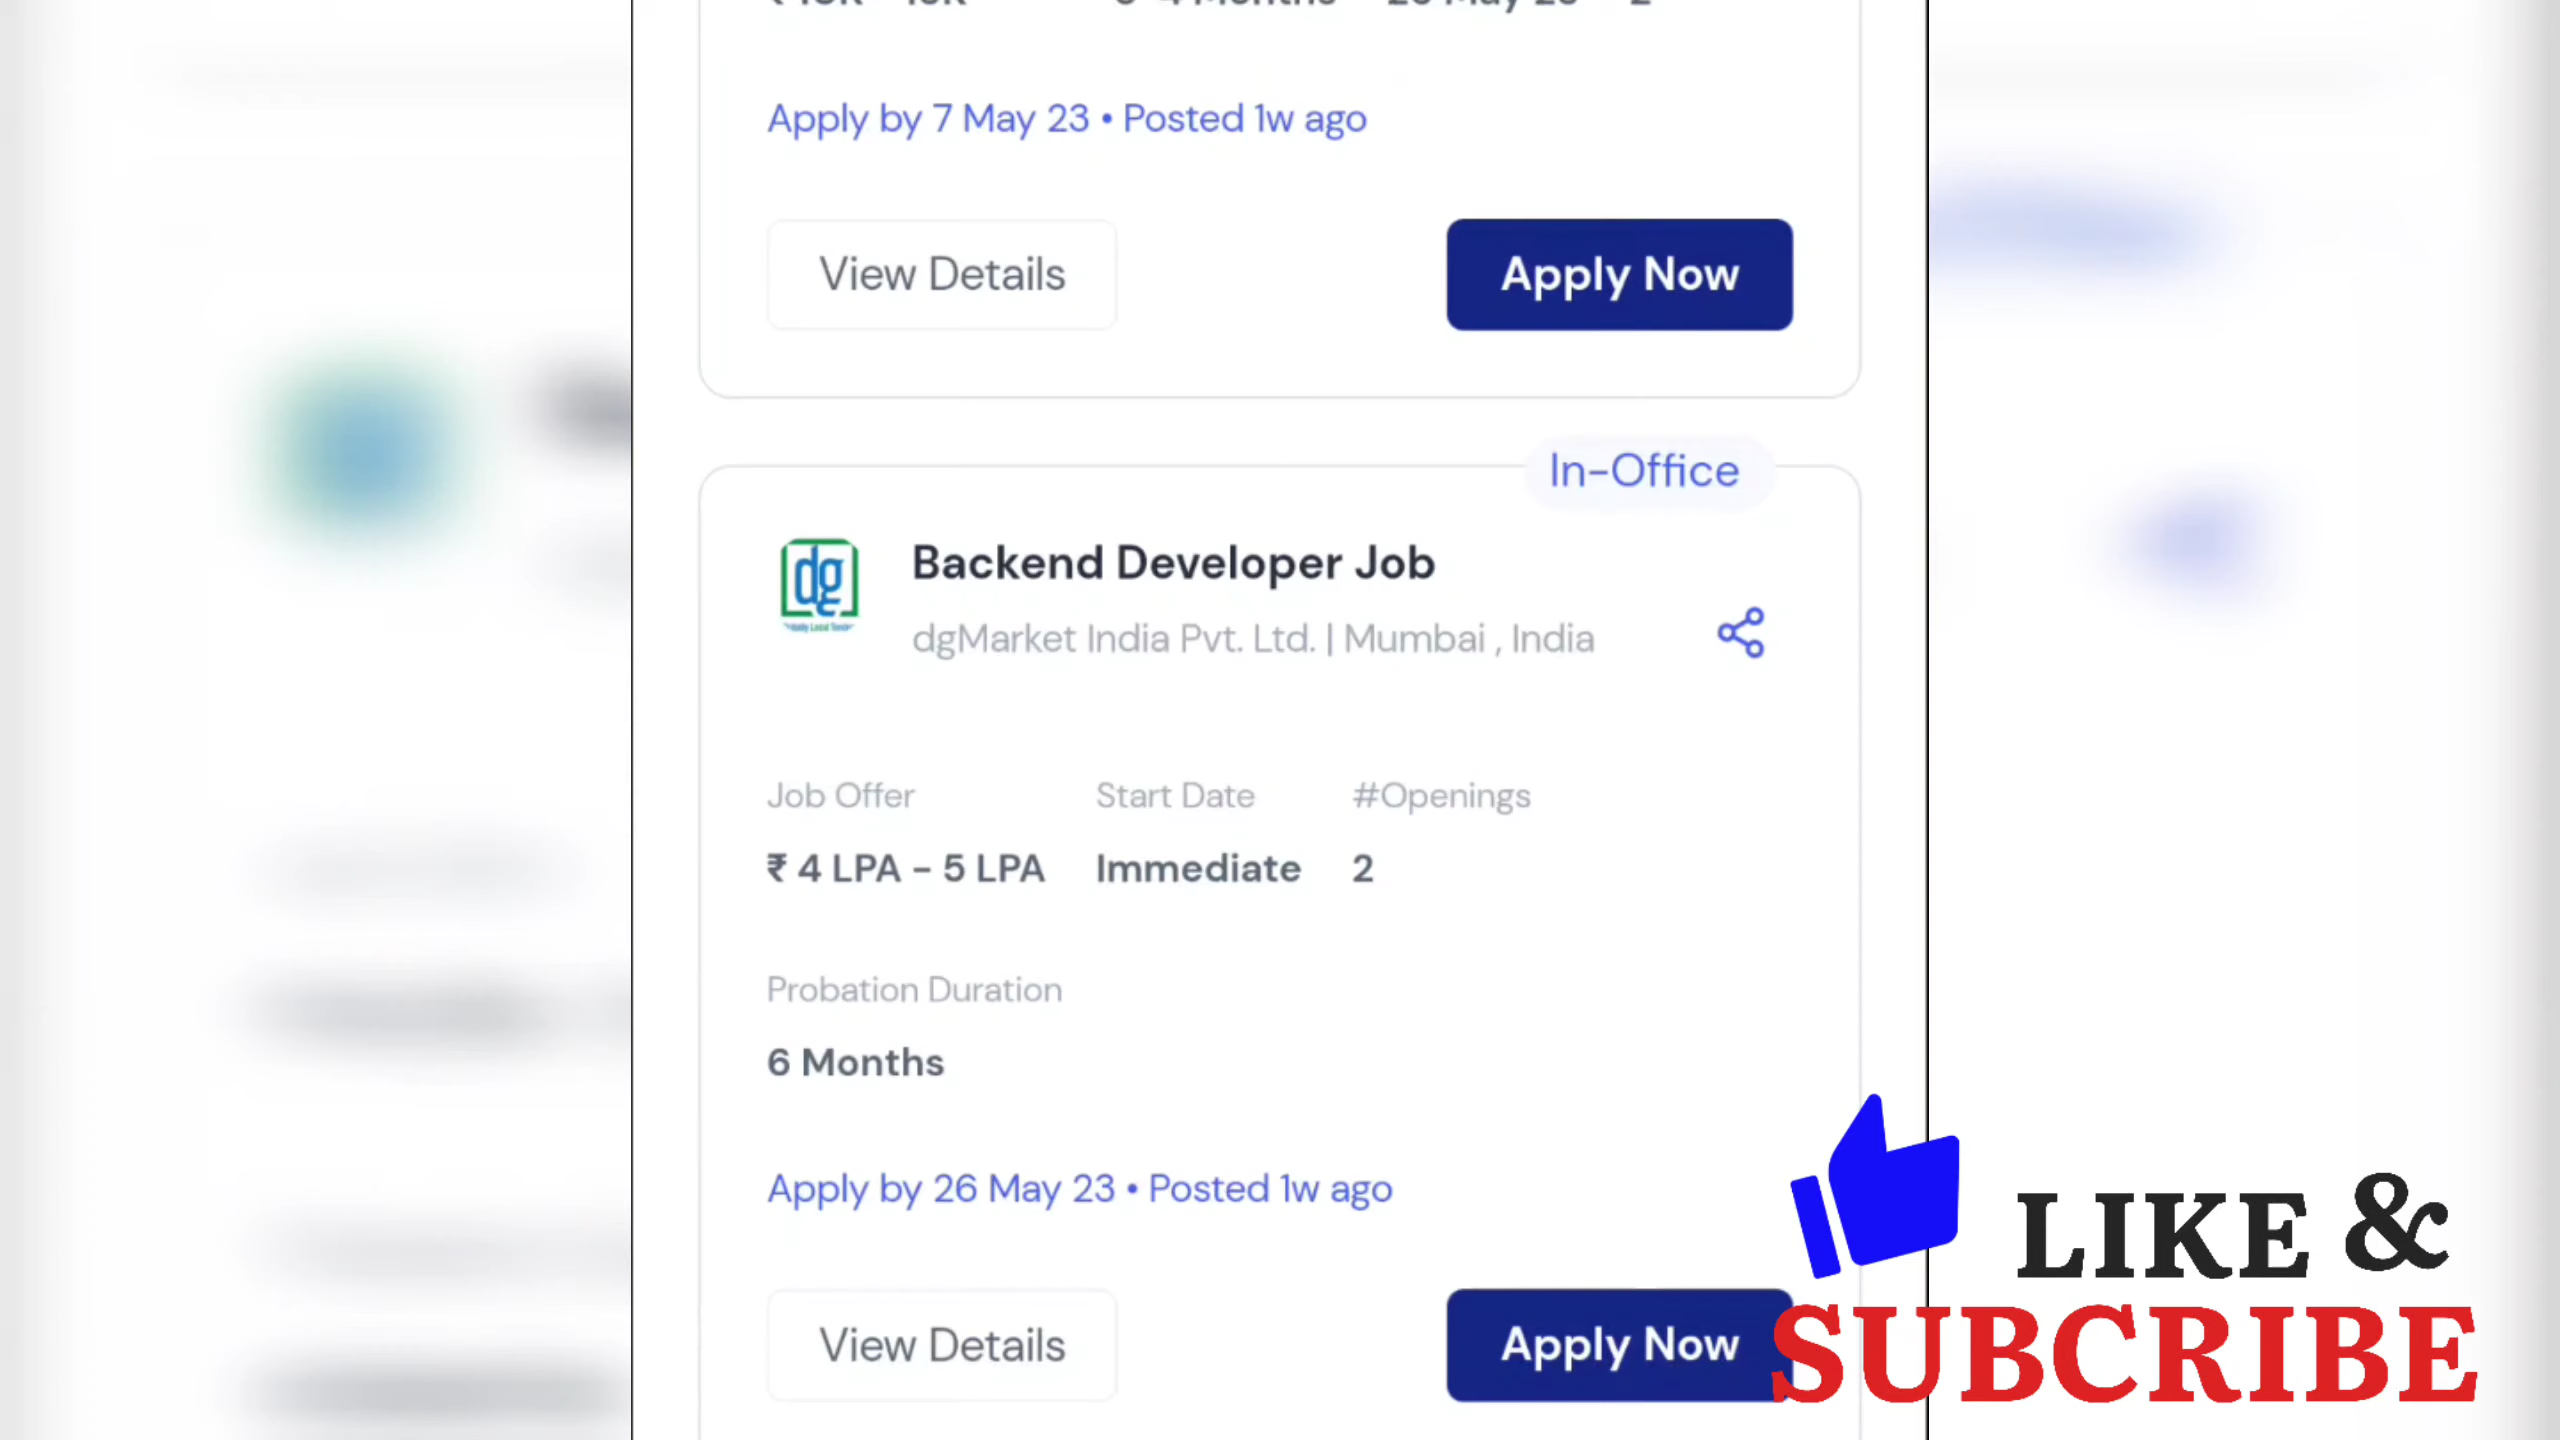 Apply by 7 May 23 • Posted 1w ago
View Details
Apply Now
In-Office
dg
Backend Developer Job
dgMarket India Pvt. Ltd. | Mumbai , India
Job Offer
Start Date
#Openings
₹ 4 LPA - 5 LPA
Immediate
2
Probation Duration
6 Months
Apply by 26 May 23 • Posted 1w ago
View Details
Apply Now
LIKE &
SUBCRIBE